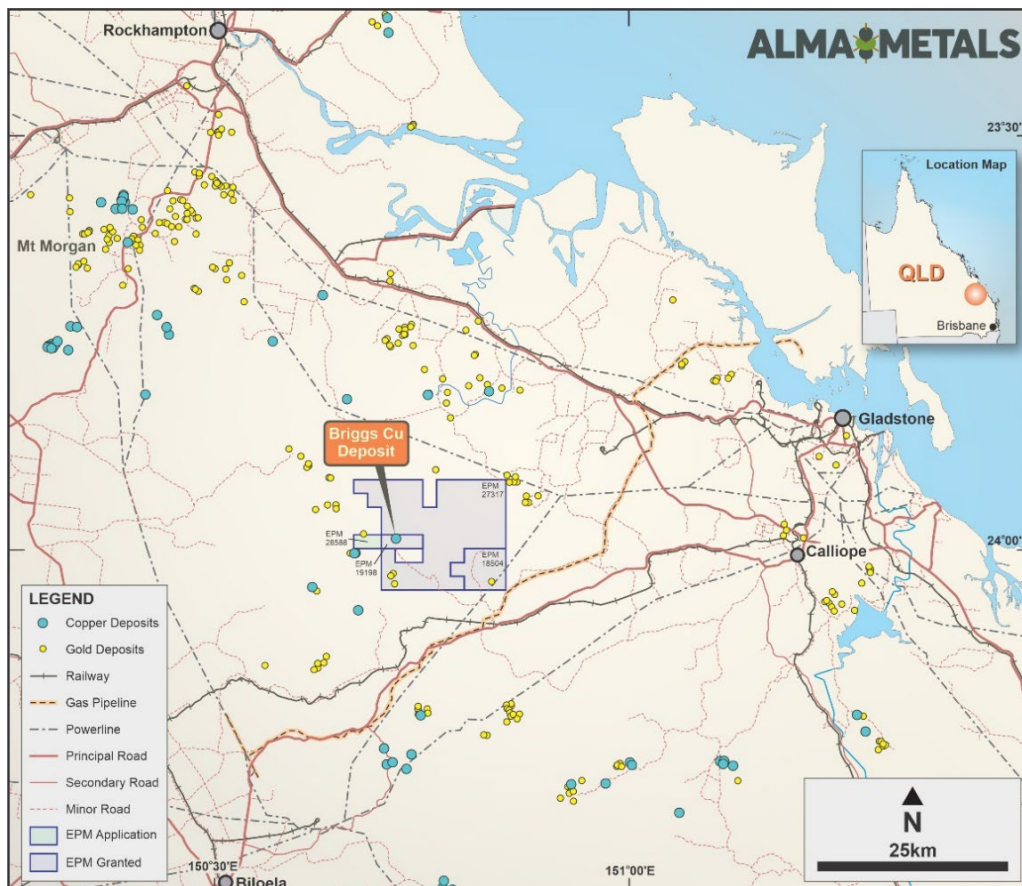 Rockhampton
ALMA METALS
23°30'
Location Map
QLD
Brisbane
Mt Morgan
Gladstone
Briggs Cu
Deposit
EPM
27317
EPM
28588
EPM
19198
EPM
18504
24°00'
Calliope
LEGEND
Copper Deposits
Gold Deposits
Railway
Gas Pipeline
Powerline
Principal Road
Secondary Road
Minor Road
EPM Application
EPM Granted
N
25km
150°30'E
151°00'E
Biloela